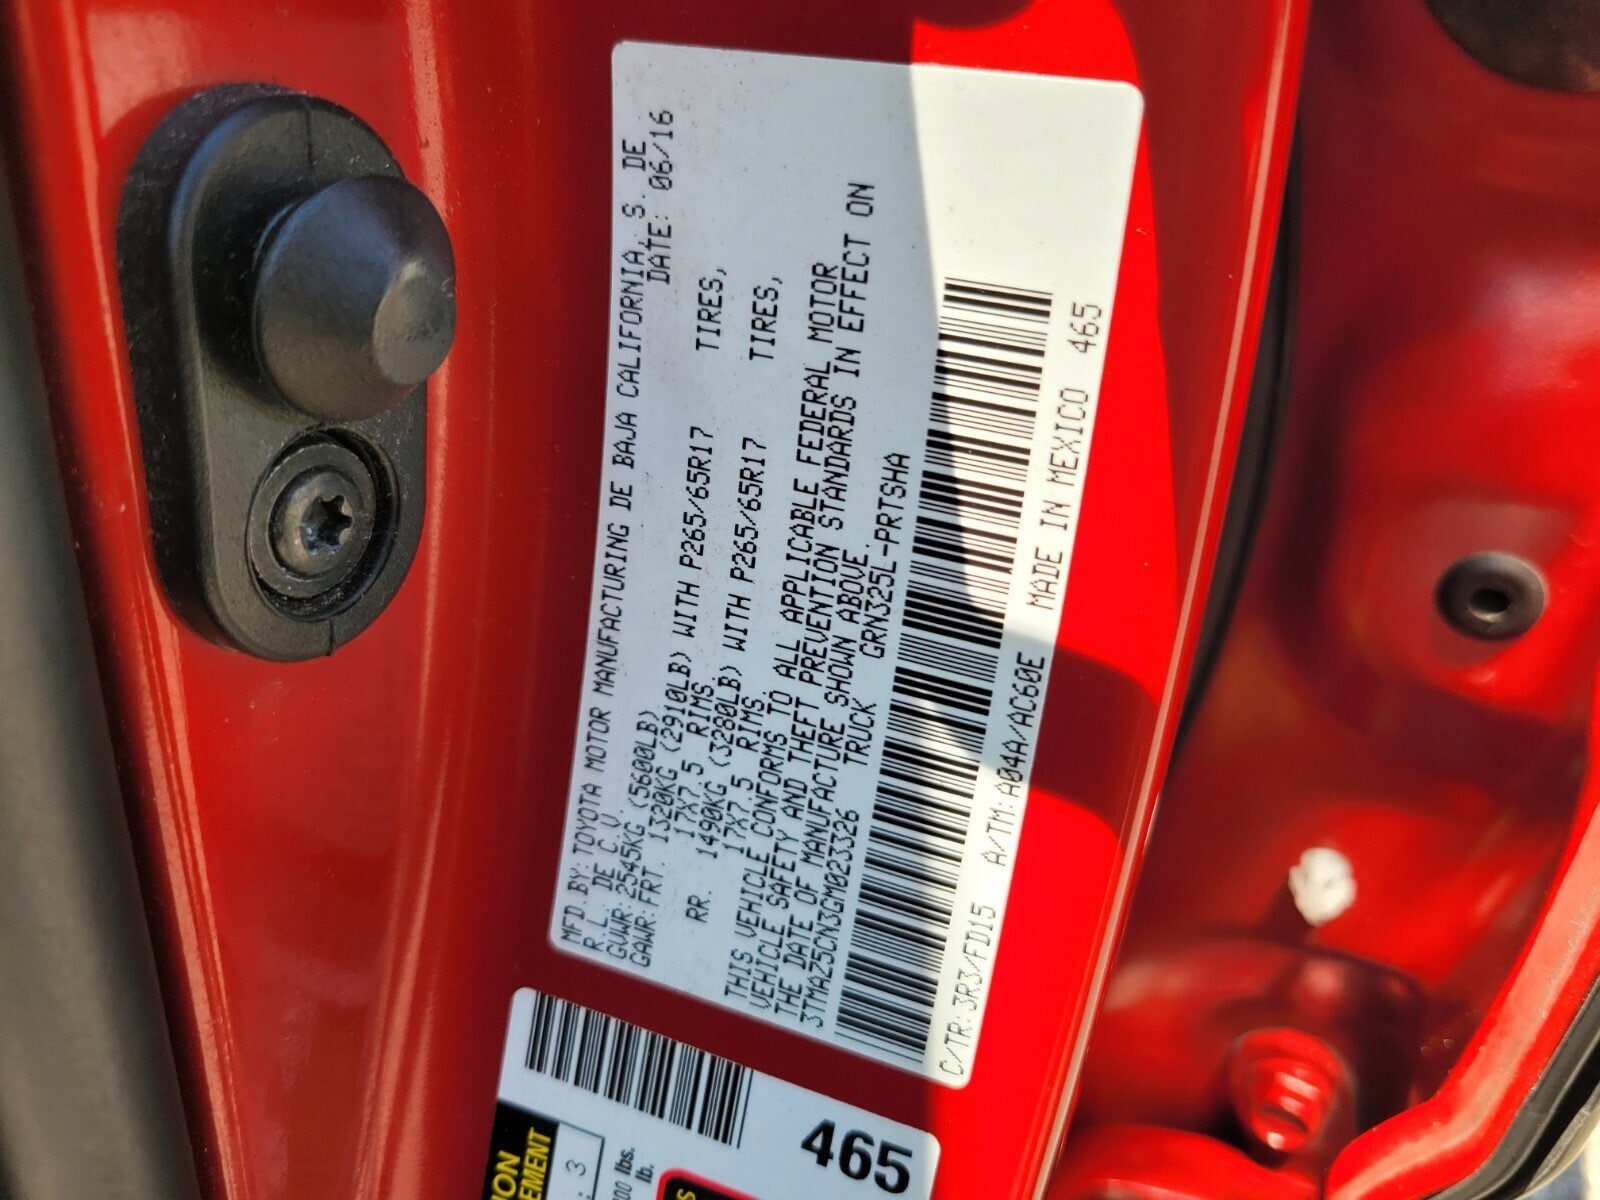 MFD.BY: TOYOTA MOTOR MANUFACTURING DE BAJA CALIFORNIA, S. DE
R.L. DE C.V. DATE: 06/16
GVWR: 2545KG (5600LB)
GAWR: FRT. 1320KG (2910LB) WITH P265/65R17 TIRES,
17X7.5 RIMS
RR. 1490KG (3280LB) WITH P265/65R17 TIRES,
17X7.5 RIMS.
THIS VEHICLE CONFORMS TO ALL APPLICABLE FEDERAL MOTOR
VEHICLE SAFETY AND THEFT PREVENTION STANDARDS IN EFFECT ON
THE DATE OF MANUFACTURE SHOWN ABOVE.
3TMAZ5CN3GM023326 TRUCK GRN325L-PRTSHA
C/TR: 3R3/FD15 A/TM: A04A/AC60E MADE IN MEXICO 465
465
: 3
lbs.
lb.